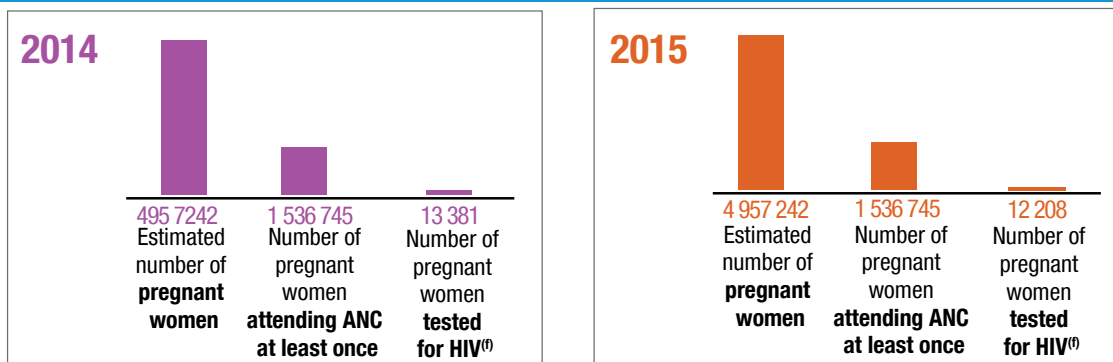 2014
495 7242
Estimated
number of
pregnant
women
1 536 745
Number of
pregnant
women
attending ANC
at least once
13 381
Number of
pregnant
women
tested
for HIV(f)
2015
4 957 242
Estimated
number of
pregnant
women
1 536 745
Number of
pregnant
women
attending ANC
at least once
12 208
Number of
pregnant
women
tested
for HIV(f)